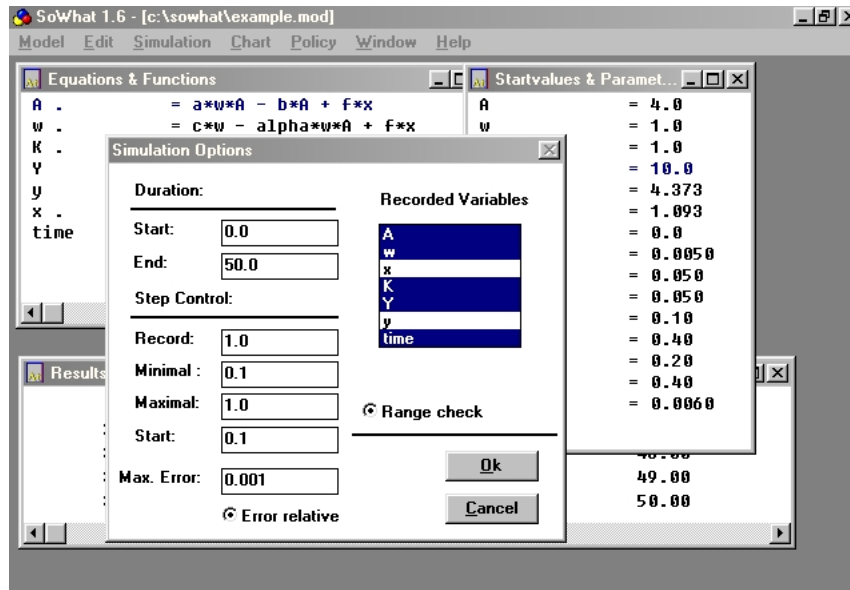 SoWhat 1.6 - [c:\sowhat\example.mod]
Model Edit Simulation Chart Policy Window Help
Equations & Functions
A . = a*w*A - b*A + f*x
w . = c*w - alpha*w*A + f*x
K .
Y
y
x .
time
Startvalues & Paramet...
A = 4.0
w = 1.0
= 1.0
= 10.0
= 4.373
= 1.093
= 0.0
= 0.0050
= 0.050
= 0.050
= 0.10
= 0.40
= 0.20
= 0.40
= 0.0060
Simulation Options
Duration:
Start: 0.0
End: 50.0
Step Control:
Record: 1.0
Minimal : 0.1
Maximal: 1.0
Start: 0.1
Max. Error: 0.001
Error relative
Recorded Variables
A
w
x
K
Y
y
time
Range check
Ok
Cancel
Results
49.00
50.00